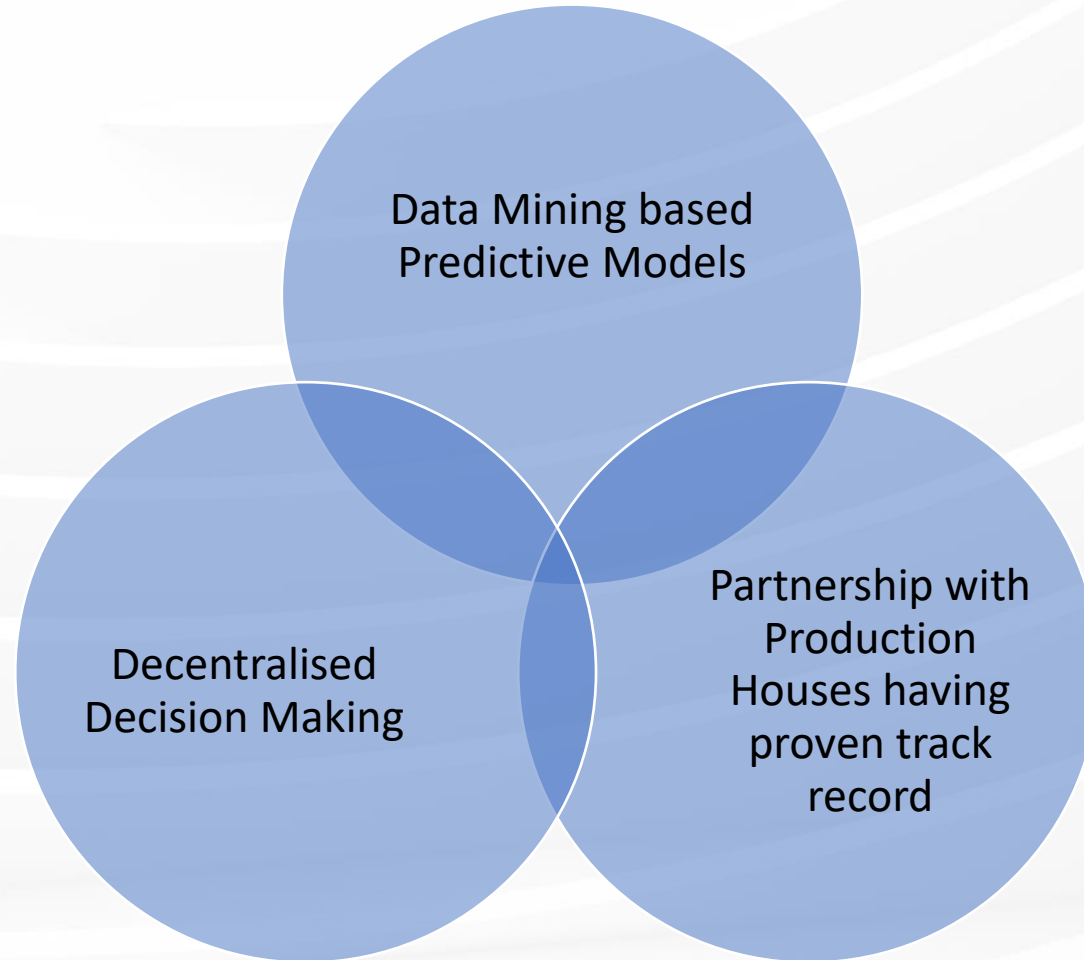 Data Mining based
Predictive Models
Decentralised
Decision Making
Partnership with
Production
Houses having
proven track
record